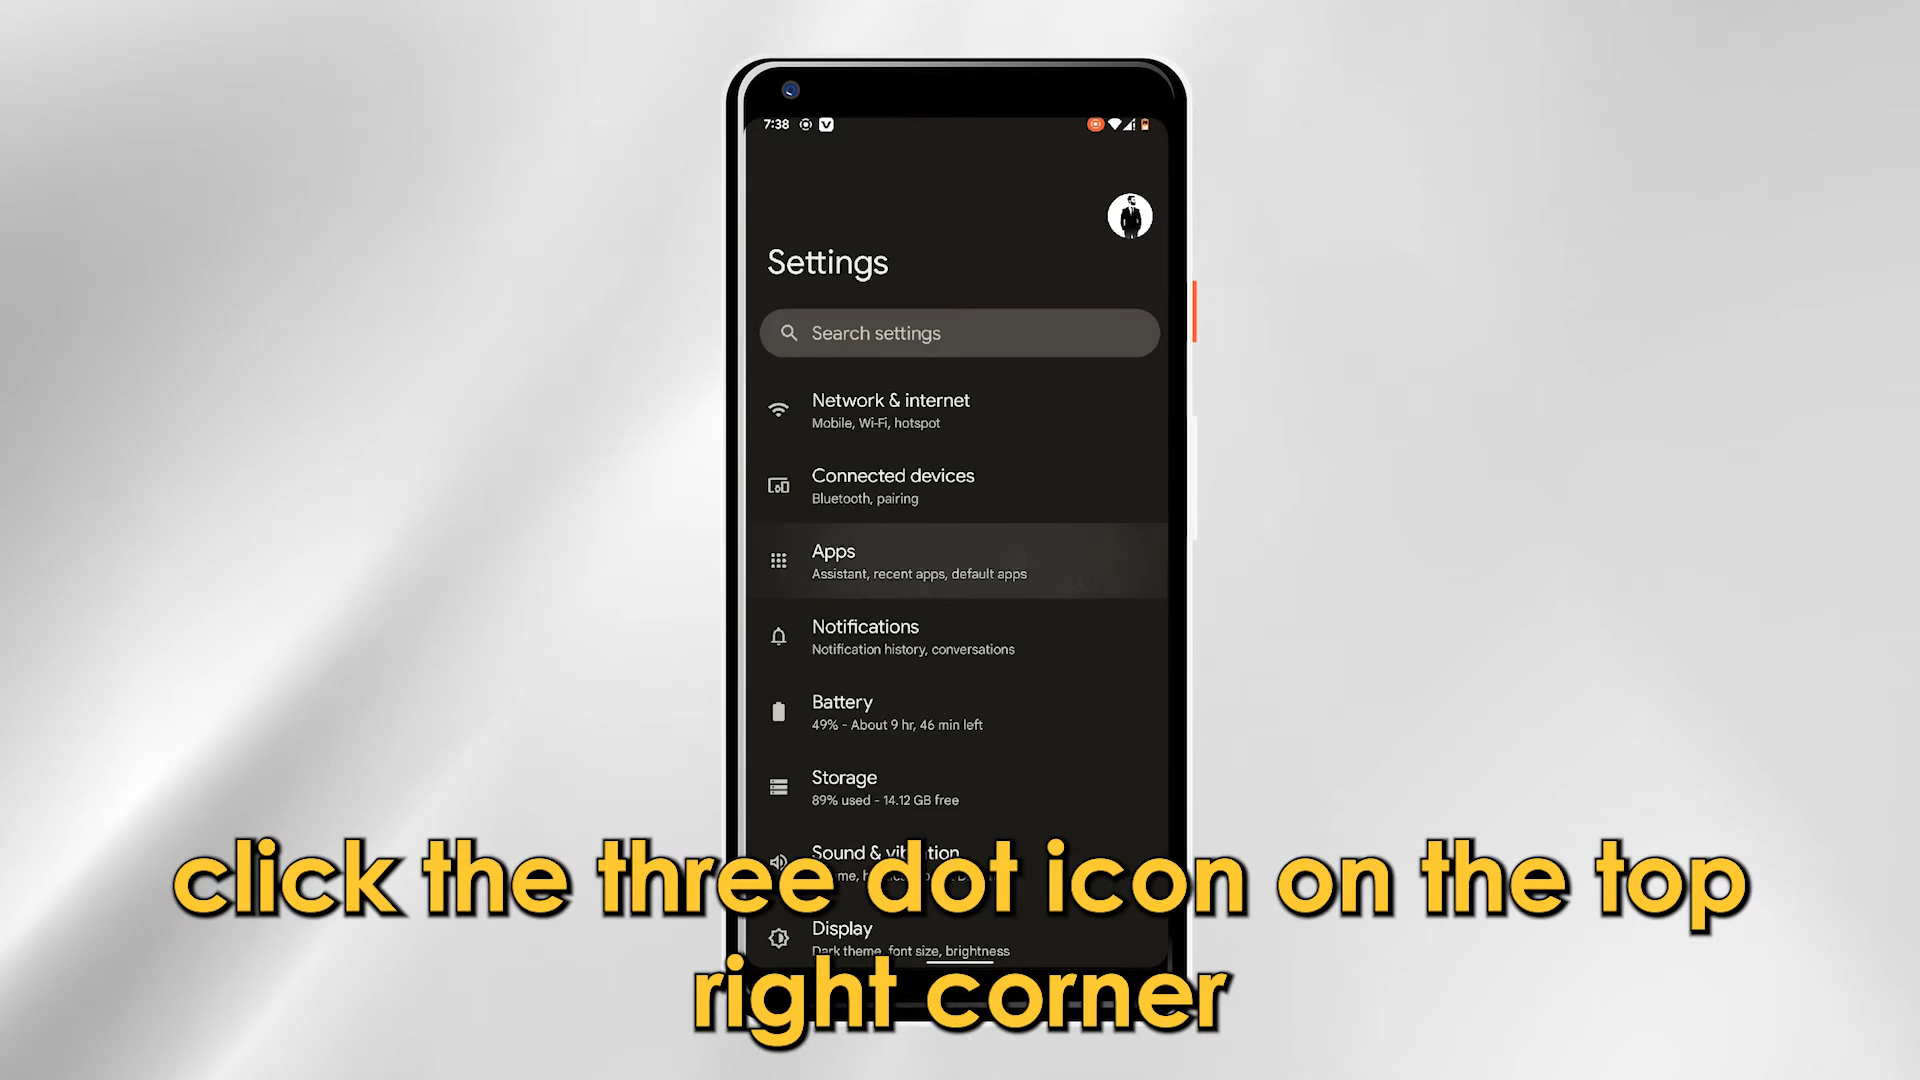 7:38
Settings
Search settings
Network & internet
Mobile, Wi-Fi, hotspot
Connected devices
Bluetooth, pairing
Apps
Assistant, recent apps, default apps
Notifications
Notification history, conversations
Battery
49% - About 9 hr, 46 min left
Storage
89% used - 14.12 GB free
Sound & vibration
click the three dot icon on the top
Display
Dark theme, font size, brightness
right corner